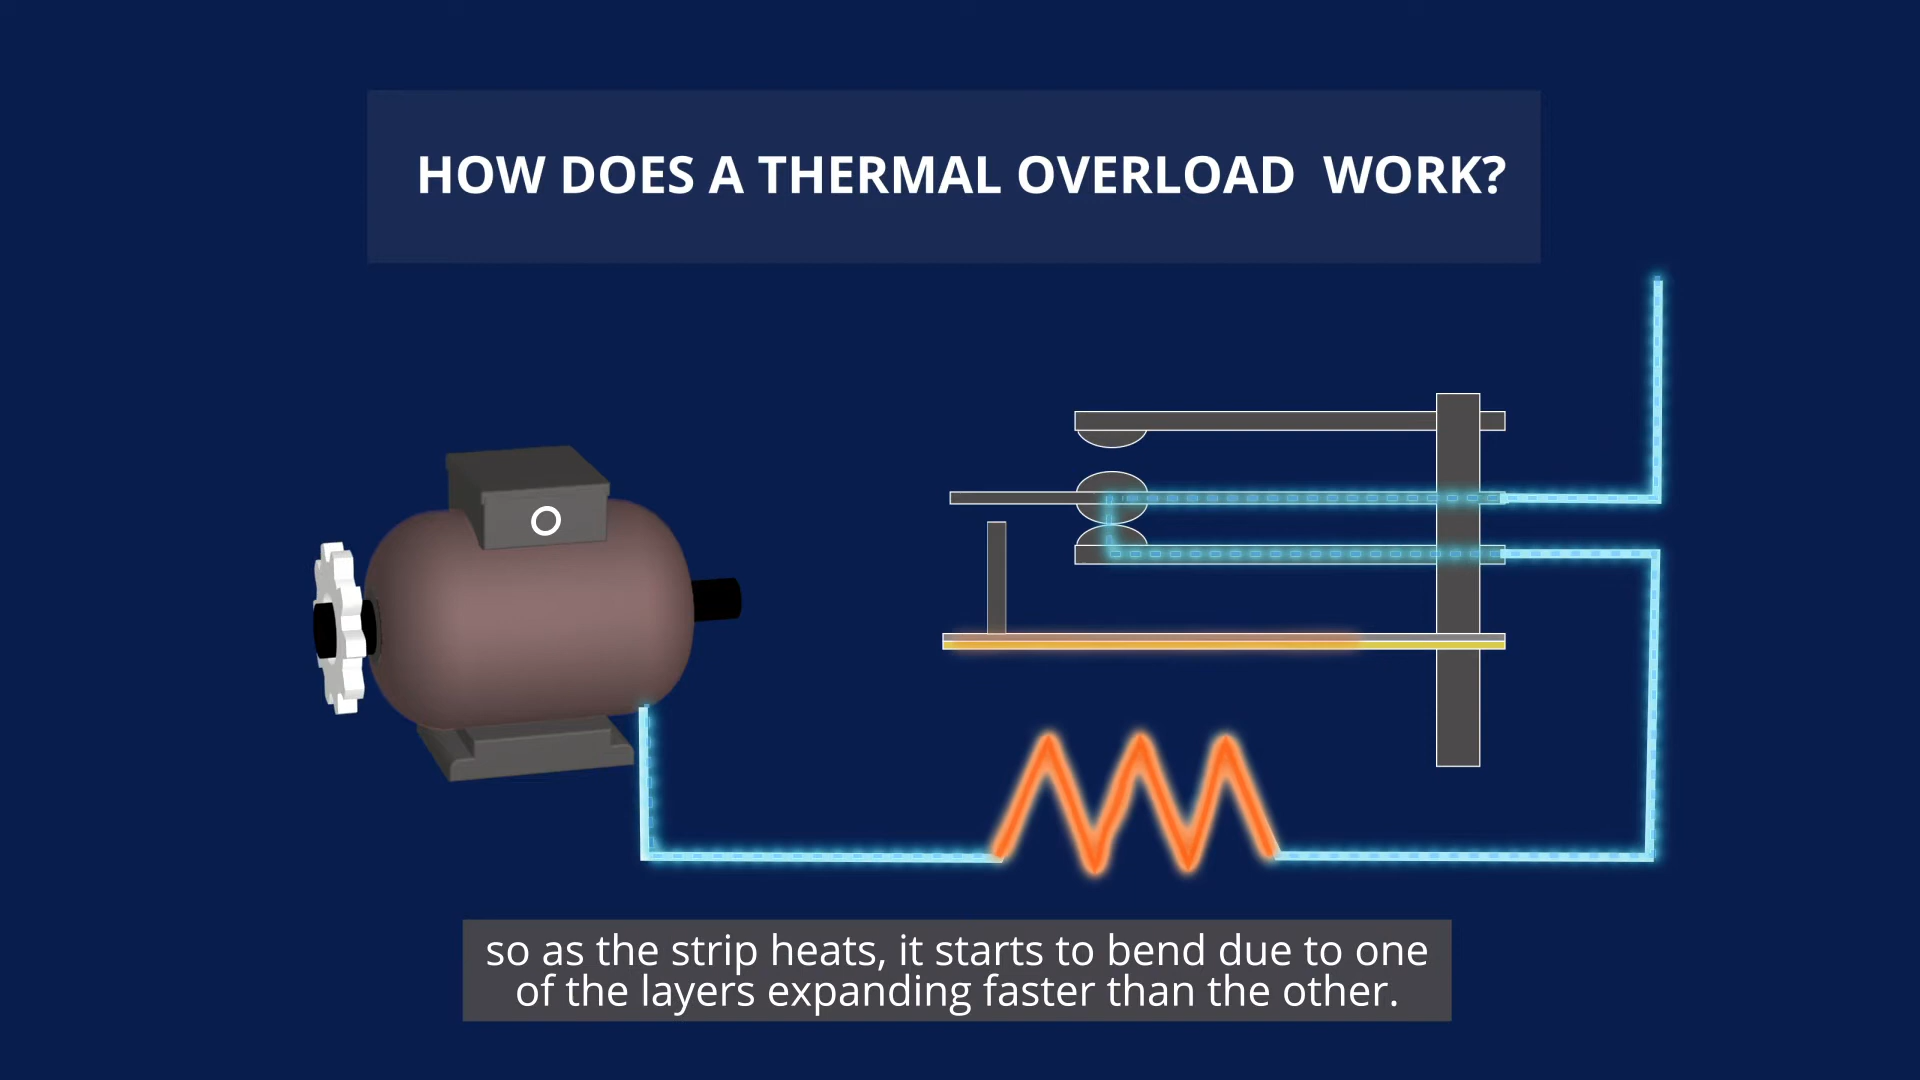 HOW DOES A THERMAL OVERLOAD WORK?
so as the strip heats, it starts to bend due to one
of the layers expanding faster than the other.